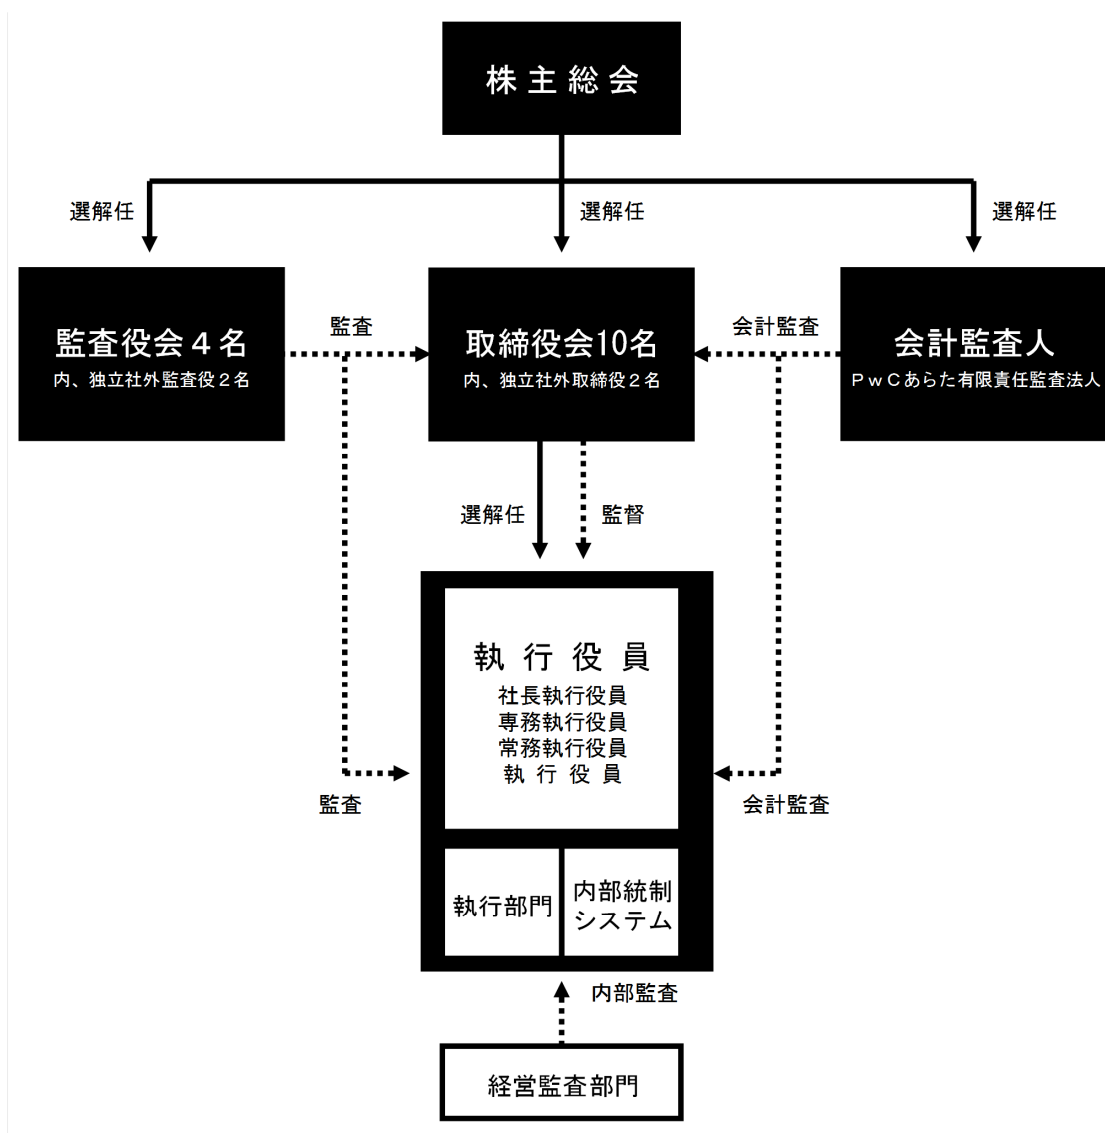 株主総会
選解任
選解任
選解任
監査役会４名
内、独立社外監査役２名
監査
取締役会10名
内、独立社外取締役２名
会計監査
会計監査人
ＰｗＣあらた有限責任監査法人
選解任
監督
執行役員
社長執行役員
専務執行役員
常務執行役員
執行役員
監査
会計監査
執行部門
内部統制
システム
内部監査
経営監査部門